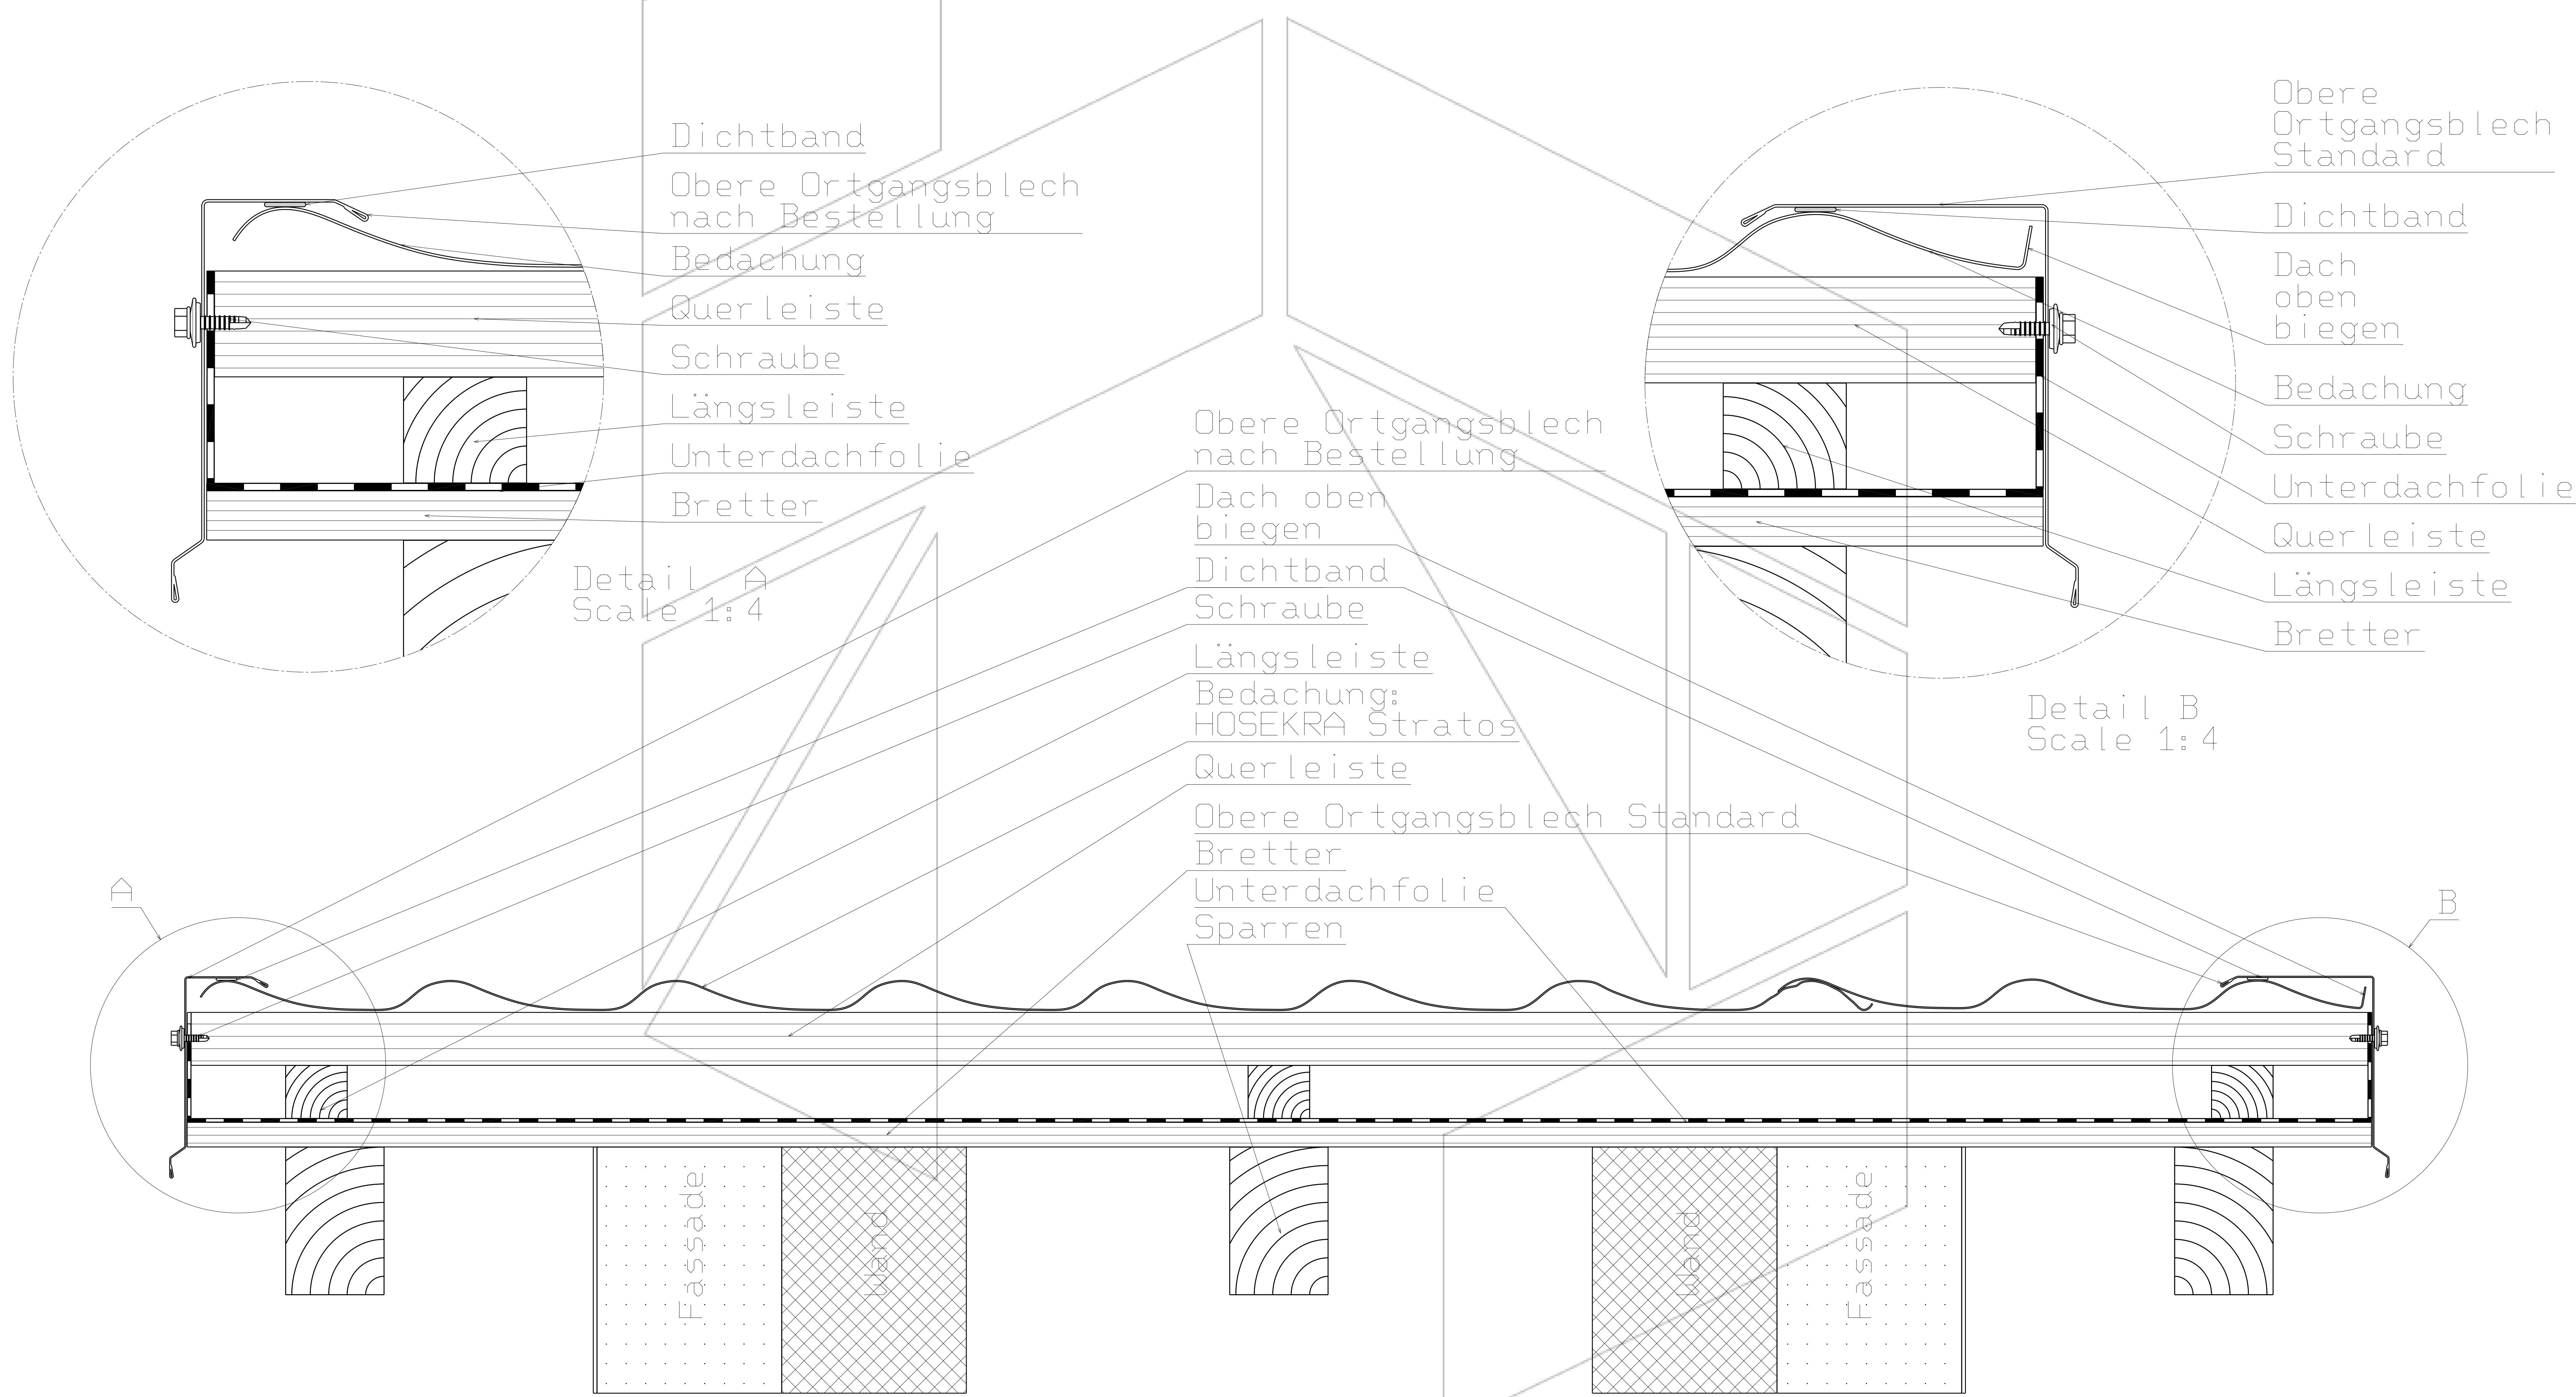 Dichtband
Obere Ortgangsblech
nach Bestellung
Bedachung
Querleiste
Schraube
Längsleiste
Unterdachfolie
Bretter
Detail A
Scale 1:4
Obere
Ortgangsblech
Standard
Dichtband
Dach
oben
biegen
Bedachung
Schraube
Unterdachfolie
Querleiste
Längsleiste
Bretter
Detail B
Scale 1:4
Obere Ortgangsblech
nach Bestellung
Dach oben
biegen
Dichtband
Schraube
Längsleiste
Bedachung:
HOSEKRA Stratos
Querleiste
Obere Ortgangsblech Standard
Bretter
Unterdachfolie
Sparren
A
B
Fassade
Wand
Wand
Fassade